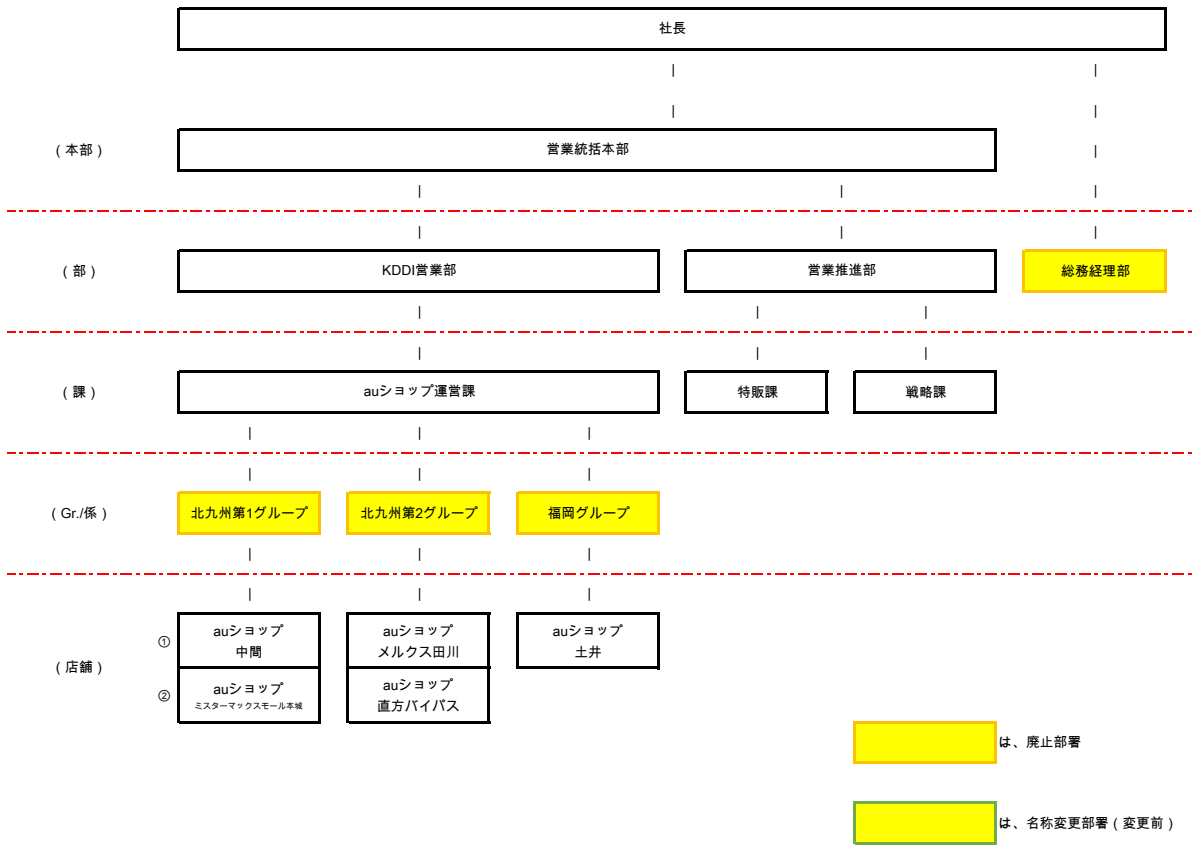 社長
(本部)
営業統括本部
(部)
KDDI営業部
営業推進部
総務経理部
(課)
auショップ運営課
特販課
戦略課
(Gr./係)
北九州第1グループ
北九州第2グループ
福岡グループ
(店舗)
①
auショップ
中間
auショップ
メルクス田川
auショップ
土井
②
auショップ
ミスターマックスモール本城
auショップ
直方バイパス
は、廃止部署
は、名称変更部署(変更前)